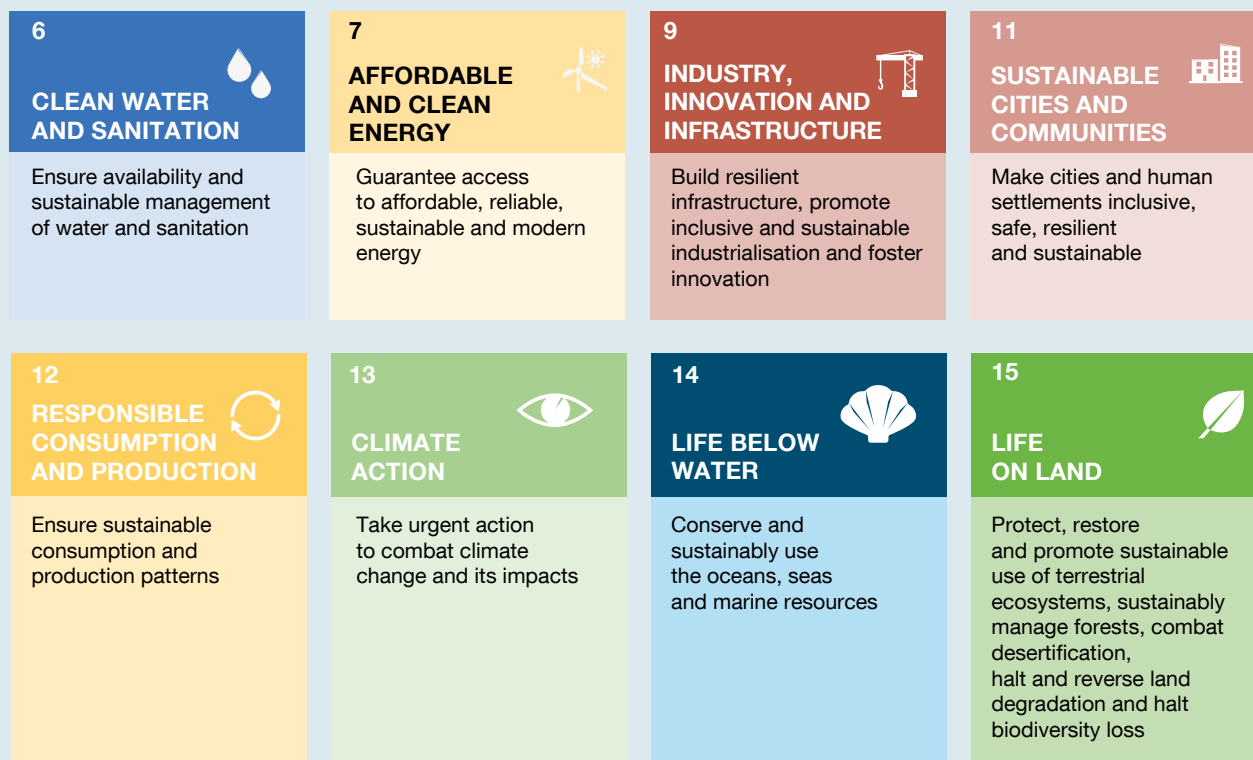 6
CLEAN WATER
AND SANITATION
Ensure availability and
sustainable management
of water and sanitation
7
AFFORDABLE
AND CLEAN
ENERGY
Guarantee access
to affordable, reliable,
sustainable and modern
energy
9
INDUSTRY,
INNOVATION AND
INFRASTRUCTURE
Build resilient
infrastructure, promote
inclusive and sustainable
industrialisation and foster
innovation
11
SUSTAINABLE
CITIES AND
COMMUNITIES
Make cities and human
settlements inclusive,
safe, resilient
and sustainable
12
RESPONSIBLE
CONSUMPTION
AND PRODUCTION
Ensure sustainable
consumption and
production patterns
13
CLIMATE
ACTION
Take urgent action
to combat climate
change and its impacts
14
LIFE BELOW
WATER
Conserve and
sustainably use
the oceans, seas
and marine resources
15
LIFE
ON LAND
Protect, restore
and promote sustainable
use of terrestrial
ecosystems, sustainably
manage forests, combat
desertification,
halt and reverse land
degradation and halt
biodiversity loss